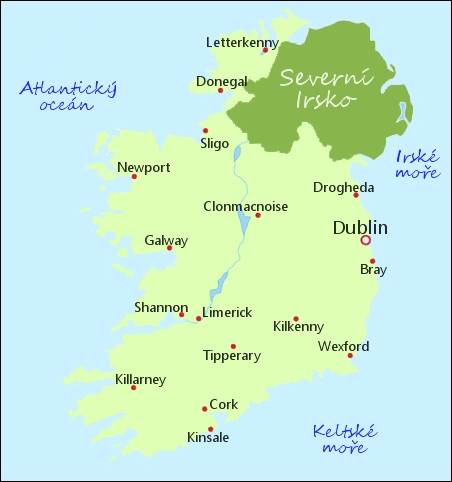 Letterkenny
Atlantický
oceán
Donegal
Severní
Irsko
Sligo
Irské
moře
Newport
Drogheda
Clonmacnoise
Dublin
Galway
Bray
Shannon
Limerick
Kilkenny
Wexford
Tipperary
Killarney
Cork
Kinsale
Keltské
moře